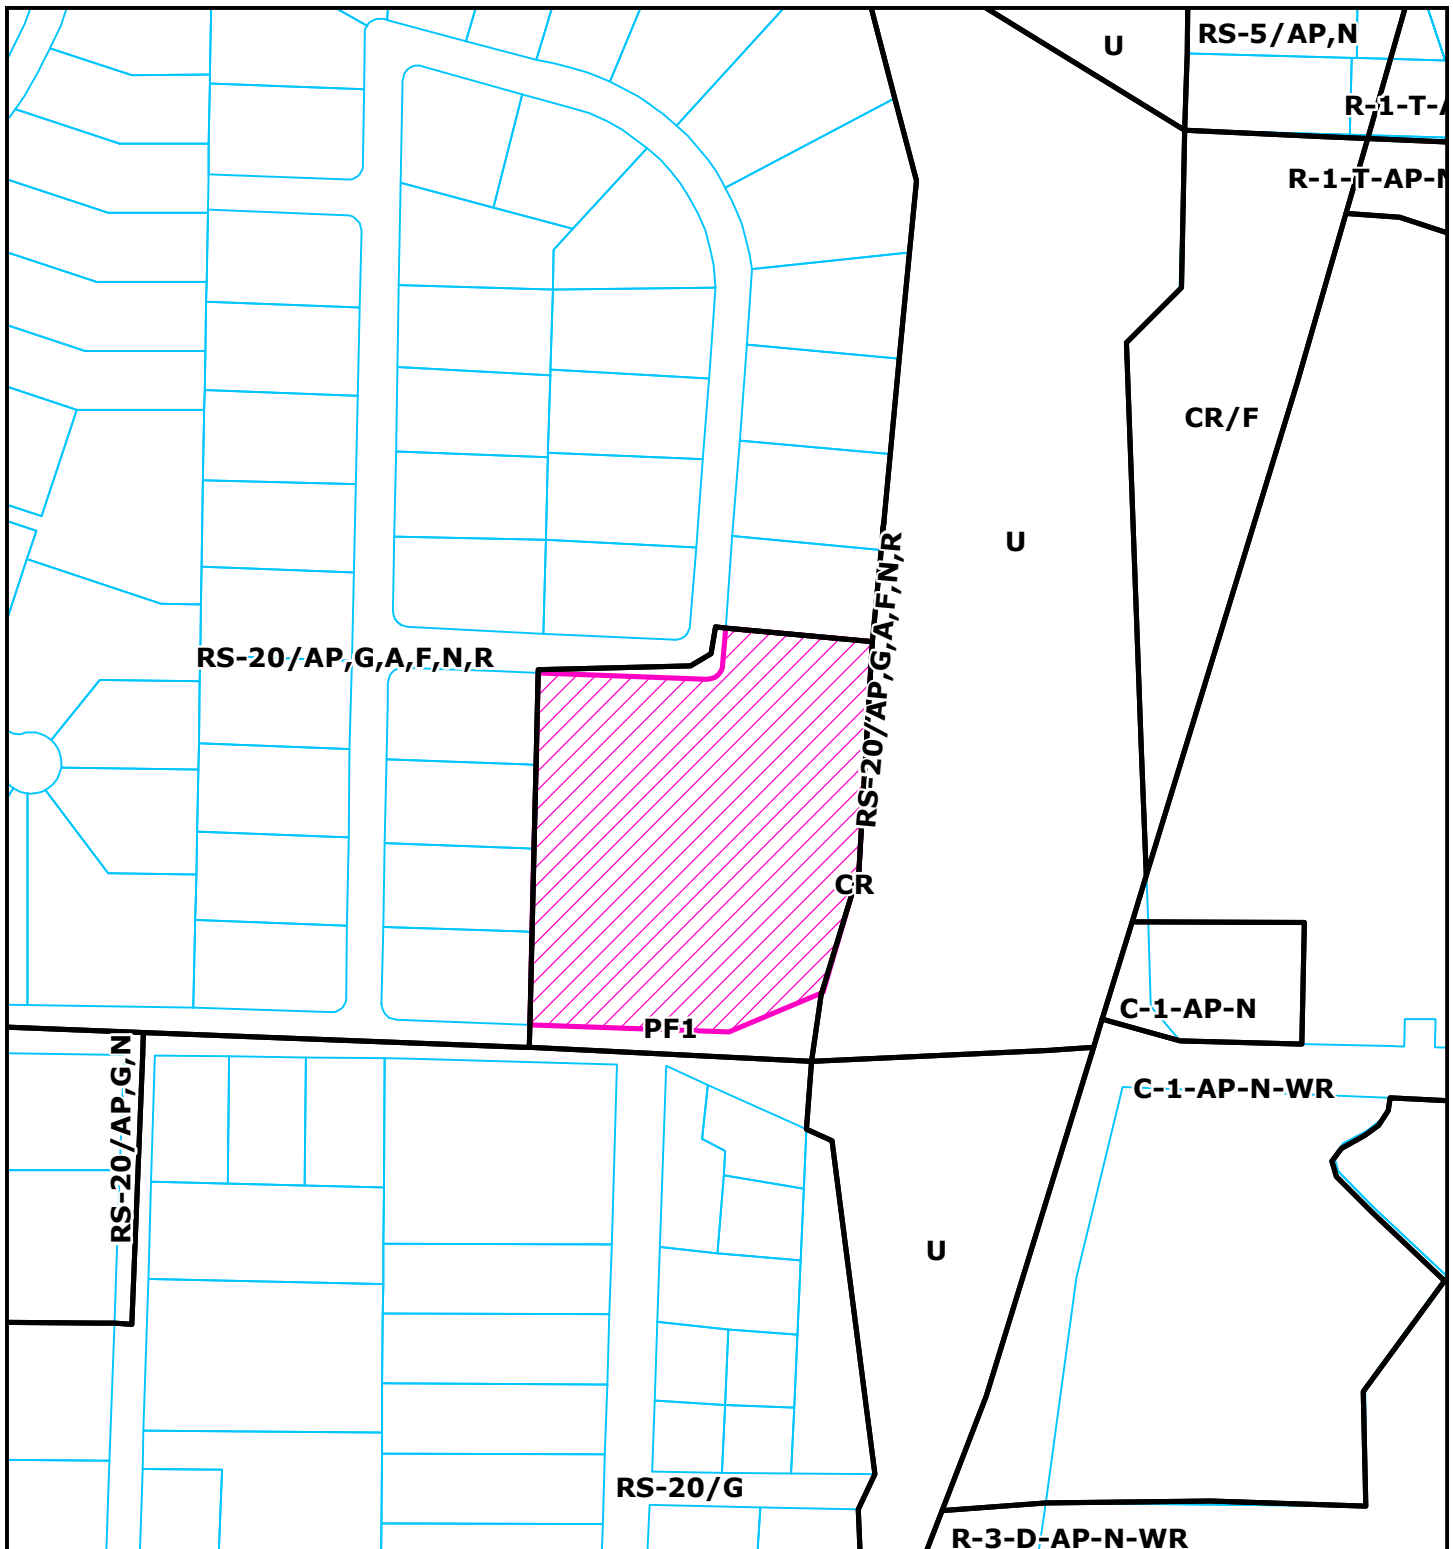 RS-5/AP,N
U
R-1-T-A
R-1-T-AP-N
CR/F
U
RS-20/AP,G,A,F,N,R
RS-20/AP,G,A,F,N,R
CR
C-1-AP-N
PF1
C-1-AP-N-WR
RS-20/AP,G,N
U
RS-20/G
R-3-D-AP-N-WR